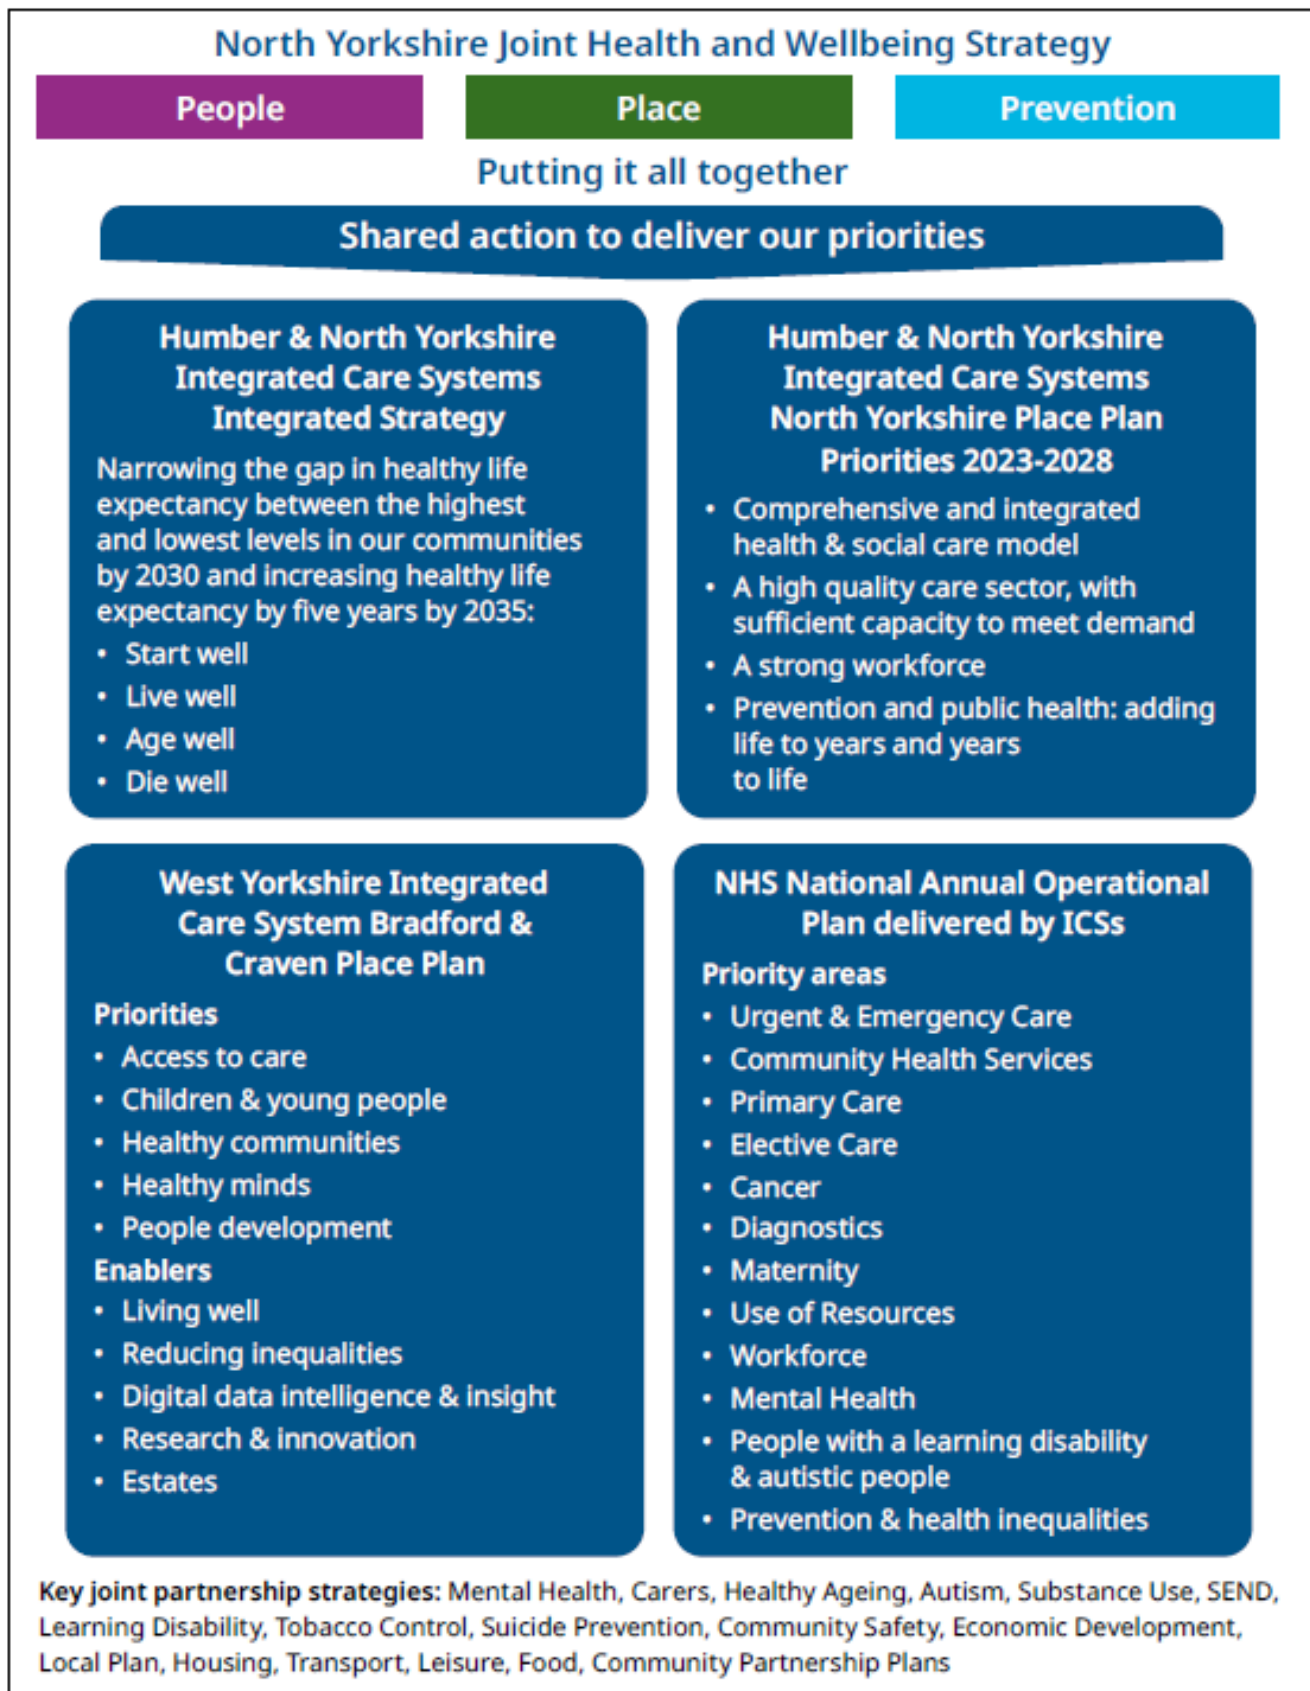 North Yorkshire Joint Health and Wellbeing Strategy
People
Place
Prevention
Putting it all together
Shared action to deliver our priorities
Humber & North Yorkshire
Integrated Care Systems
Integrated Strategy
Narrowing the gap in healthy life
expectancy between the highest
and lowest levels in our communities
by 2030 and increasing healthy life
expectancy by five years by 2035:
• Start well
• Live well
• Age well
• Die well
Humber & North Yorkshire
Integrated Care Systems
North Yorkshire Place Plan
Priorities 2023-2028
• Comprehensive and integrated
health & social care model
• A high quality care sector, with
sufficient capacity to meet demand
• A strong workforce
• Prevention and public health: adding
life to years and years
to life
West Yorkshire Integrated
Care System Bradford &
Craven Place Plan
Priorities
• Access to care
• Children & young people
• Healthy communities
• Healthy minds
• People development
Enablers
• Living well
• Reducing inequalities
• Digital data intelligence & insight
• Research & innovation
• Estates
NHS National Annual Operational
Plan delivered by ICSs
Priority areas
• Urgent & Emergency Care
• Community Health Services
• Primary Care
• Elective Care
• Cancer
• Diagnostics
• Maternity
• Use of Resources
• Workforce
• Mental Health
• People with a learning disability
& autistic people
• Prevention & health inequalities
Key joint partnership strategies: Mental Health, Carers, Healthy Ageing, Autism, Substance Use, SEND,
Learning Disability, Tobacco Control, Suicide Prevention, Community Safety, Economic Development,
Local Plan, Housing, Transport, Leisure, Food, Community Partnership Plans